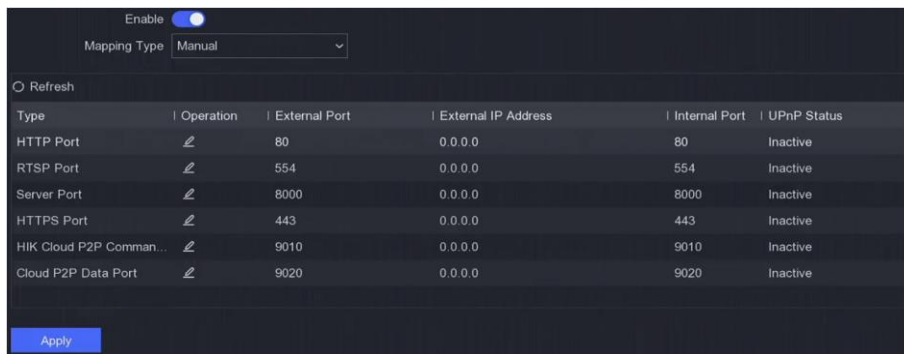 Enable
Mapping Type Manual
Refresh
Type Operation External Port External IP Address Internal Port UPnP Status
HTTP Port 80 0.0.0.0 80 Inactive
RTSP Port 554 0.0.0.0 554 Inactive
Server Port 8000 0.0.0.0 8000 Inactive
HTTPS Port 443 0.0.0.0 443 Inactive
HIK Cloud P2P Comman... 9010 0.0.0.0 9010 Inactive
Cloud P2P Data Port 9020 0.0.0.0 9020 Inactive
Apply